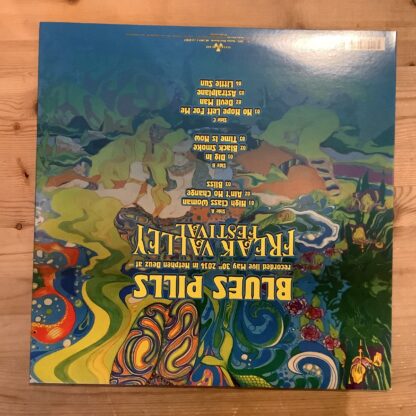 BLUES PILLS
recorded live May 30th 2014 in Netphen Deuz at
FREAK VALLEY
FESTIVAL
Side A
01 High Class Woman
02 Ain't No Change
03 Bliss
Side B
01 Dig In
02 Black Smoke
03 Time Is Now
Side C
01 No Hope Left For Me
02 Devil Man
03 Astralplane
04 Little Sun